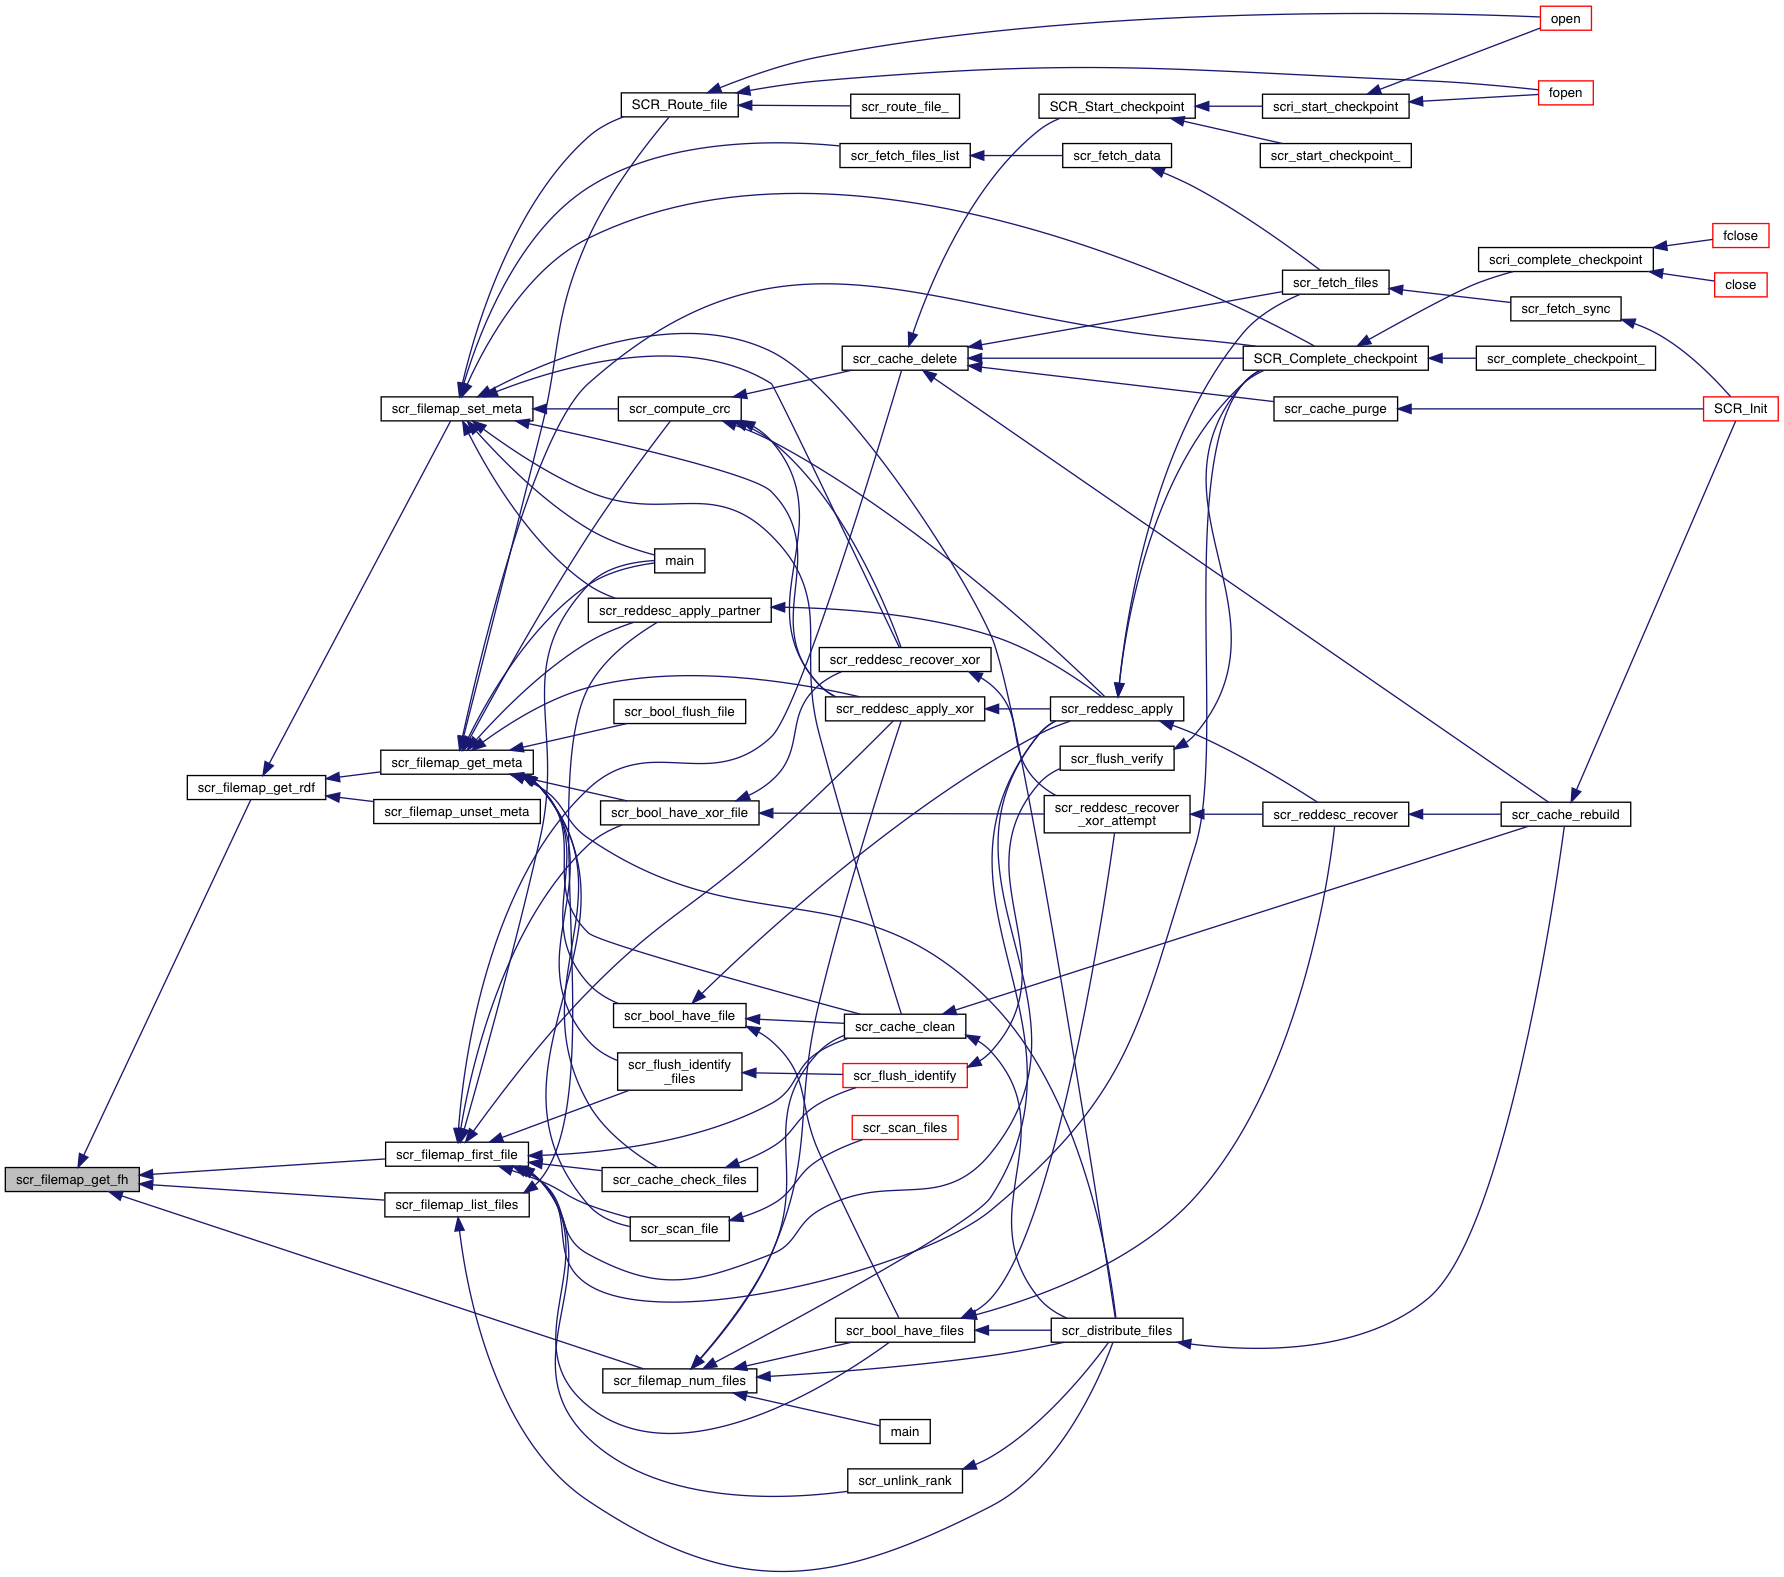 open
SCR_Route_file
scr_route_file_
SCR_Start_checkpoint
scri_start_checkpoint
fopen
scr_fetch_files_list
scr_fetch_data
scr_start_checkpoint_
fclose
scri_complete_checkpoint
close
scr_fetch_files
scr_fetch_sync
scr_cache_delete
SCR_Complete_checkpoint
scr_complete_checkpoint_
scr_filemap_set_meta
scr_compute_crc
scr_cache_purge
SCR_Init
main
scr_reddesc_apply_partner
scr_reddesc_recover_xor
scr_bool_flush_file
scr_reddesc_apply_xor
scr_reddesc_apply
scr_filemap_get_meta
scr_flush_verify
scr_filemap_get_rdf
scr_filemap_unset_meta
scr_bool_have_xor_file
scr_reddesc_recover
_xor_attempt
scr_reddesc_recover
scr_cache_rebuild
scr_bool_have_file
scr_cache_clean
scr_flush_identify
_files
scr_flush_identify
scr_scan_files
scr_filemap_first_file
scr_filemap_get_fh
scr_cache_check_files
scr_filemap_list_files
scr_scan_file
scr_bool_have_files
scr_distribute_files
scr_filemap_num_files
main
scr_unlink_rank